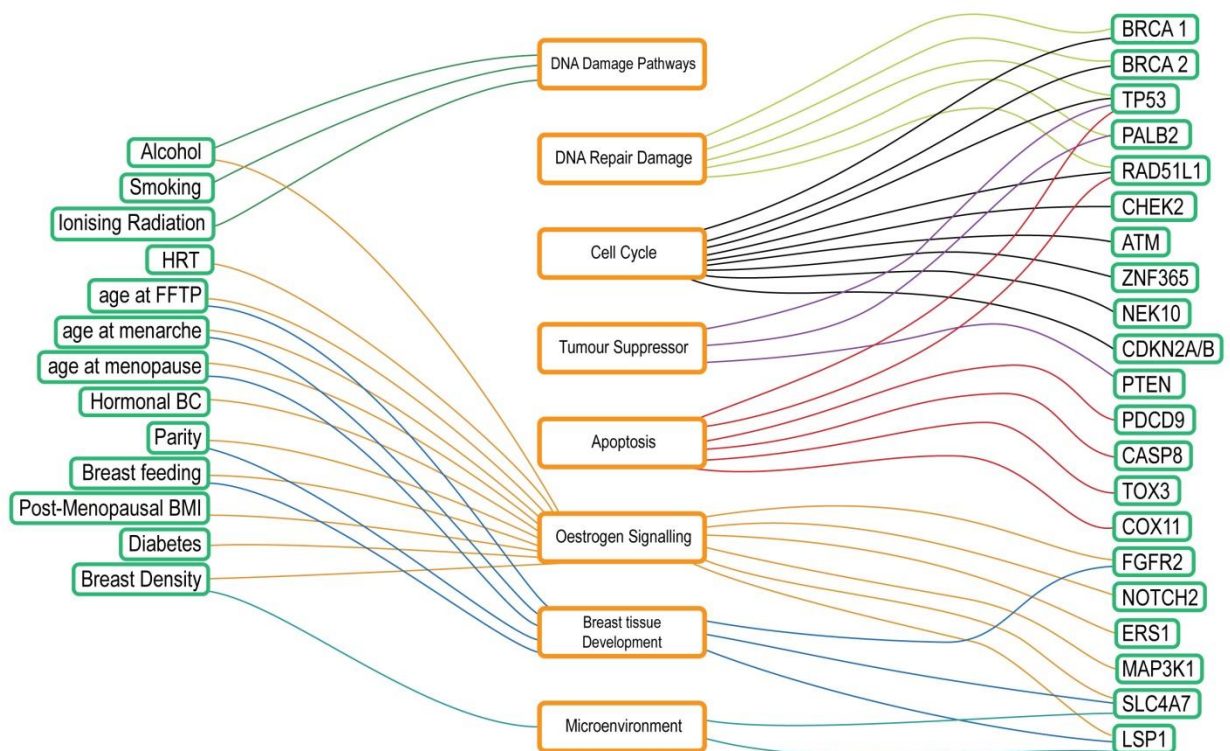 Alcohol
Smoking
Ionising Radiation
HRT
age at FFTP
age at menarche
age at menopause
Hormonal BC
Parity
Breast feeding
Post-Menopausal BMI
Diabetes
Breast Density
DNA Damage Pathways
DNA Repair Damage
Cell Cycle
Tumour Suppressor
Apoptosis
Oestrogen Signalling
Breast tissue
Development
Microenvironment
BRCA 1
BRCA 2
TP53
PALB2
RAD51L1
CHEK2
ATM
ZNF365
NEK10
CDKN2A/B
PTEN
PDCD9
CASP8
TOX3
COX11
FGFR2
NOTCH2
ERS1
MAP3K1
SLC4A7
LSP1